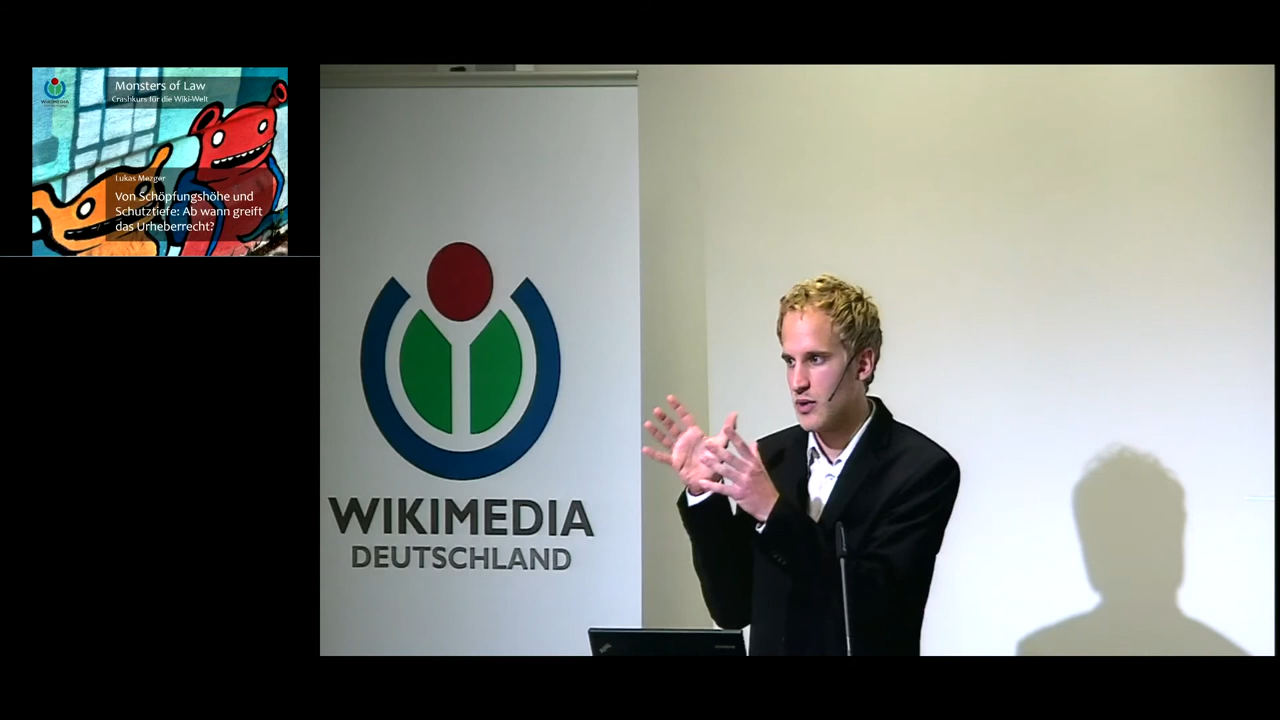 WIKIMEDIA
Monsters of Law
Crashkurs für die Wiki-Welt
Lukas Mezger
Von Schöpfungshöhe und
Schutztiefe: Ab wann greift
das Urheberrecht?
WIKIMEDIA
DEUTSCHLAND